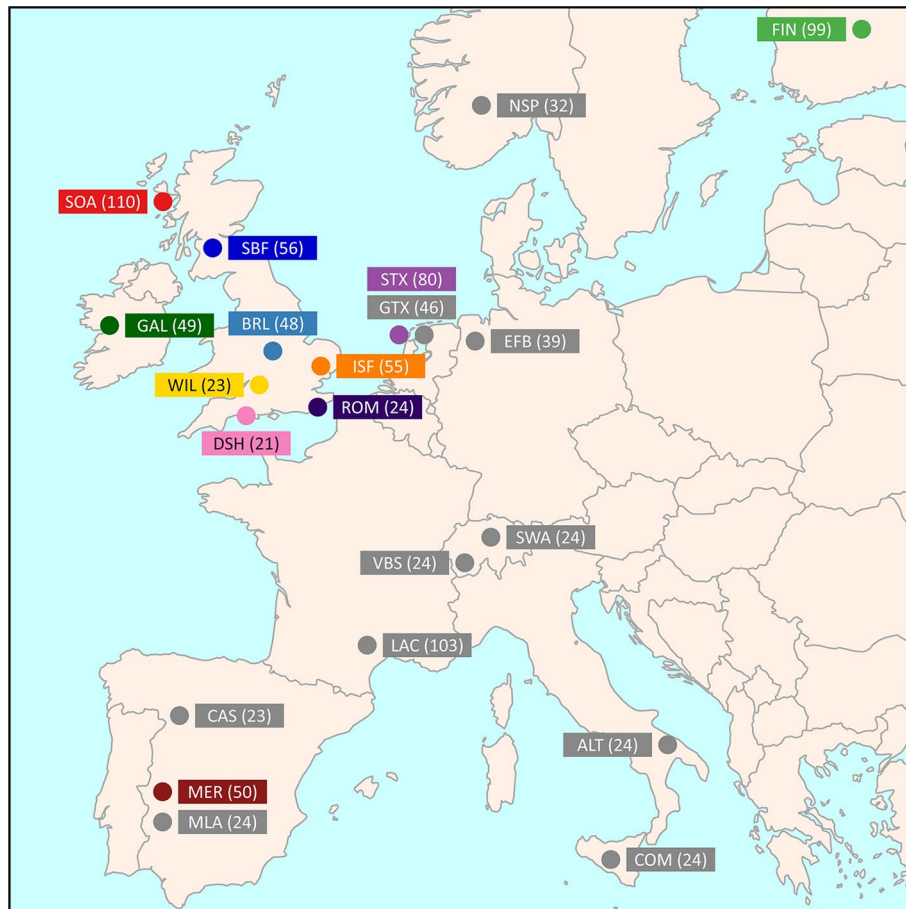 FIN (99)
NSP (32)
SOA (110)
SBF (56)
STX (80)
GTX (46)
GAL (49)
BRL (48)
EFB (39)
ISF (55)
WIL (23)
ROM (24)
DSH (21)
SWA (24)
VBS (24)
LAC (103)
CAS (23)
ALT (24)
MER (50)
MLA (24)
COM (24)